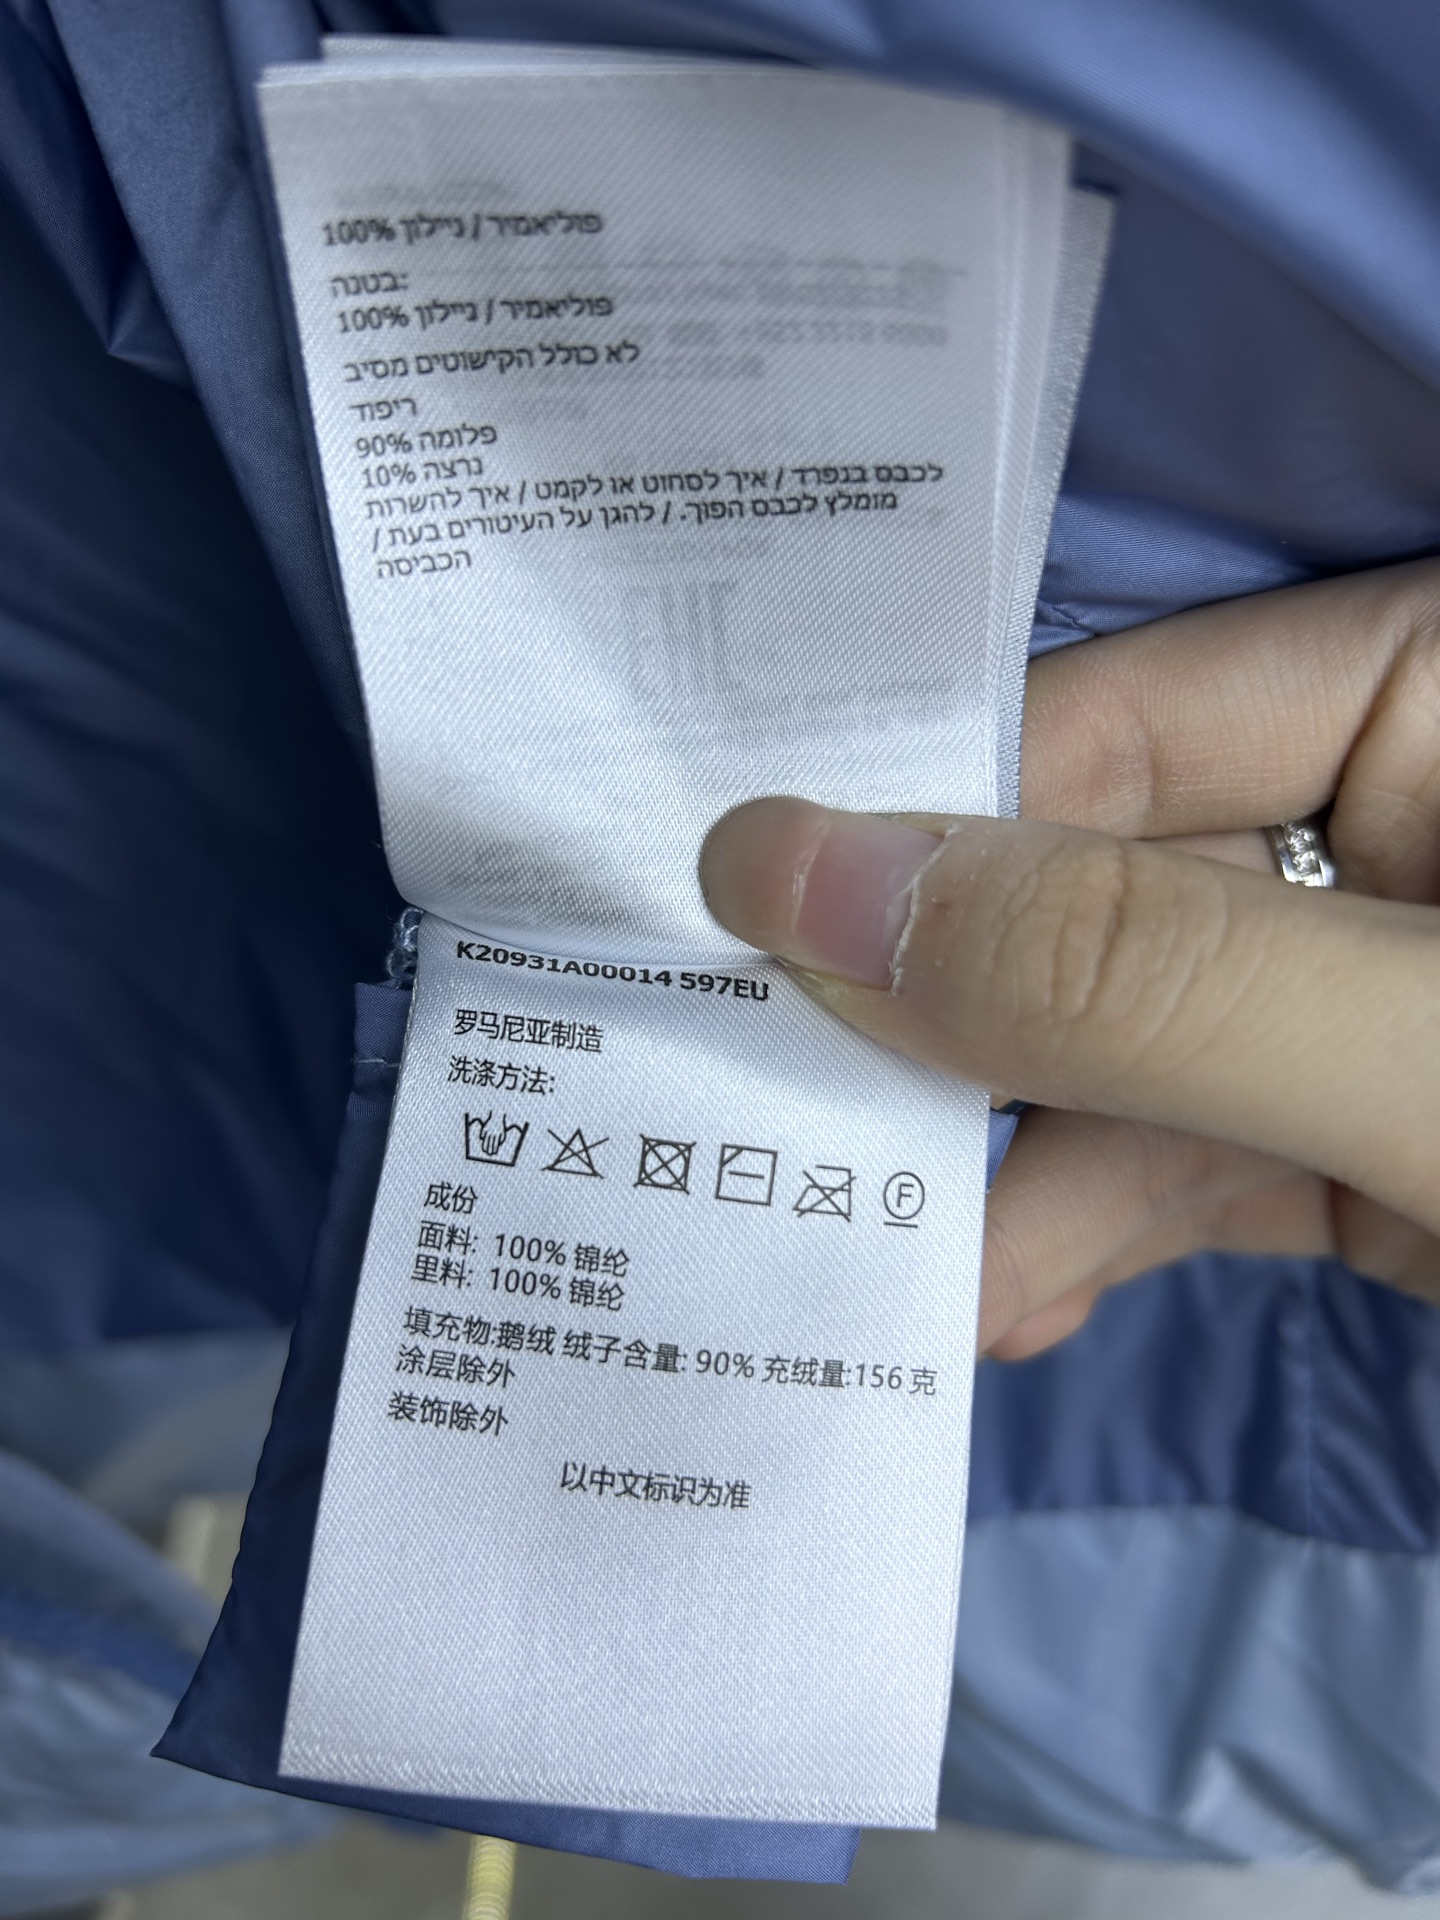 100% פוליאמיד / ניילון
בטנה:
100% פוליאמיד / ניילון
לא כולל הקישוטים מסיב
ריפוד
90% פלומה
10% נרצה
לכבס בנפרד / איך לסחוט או לקמט / איך להשרות
מומלץ לכבס הפוך. / להגן על העיטורים בעת /
הכביסה
K20931A00014 597EU
罗马尼亚制造
洗涤方法:
F
成份
面料: 100% 锦纶
里料: 100% 锦纶
填充物:鹅绒 绒子含量: 90% 充绒量:156 克
涂层除外
装饰除外
以中文标识为准